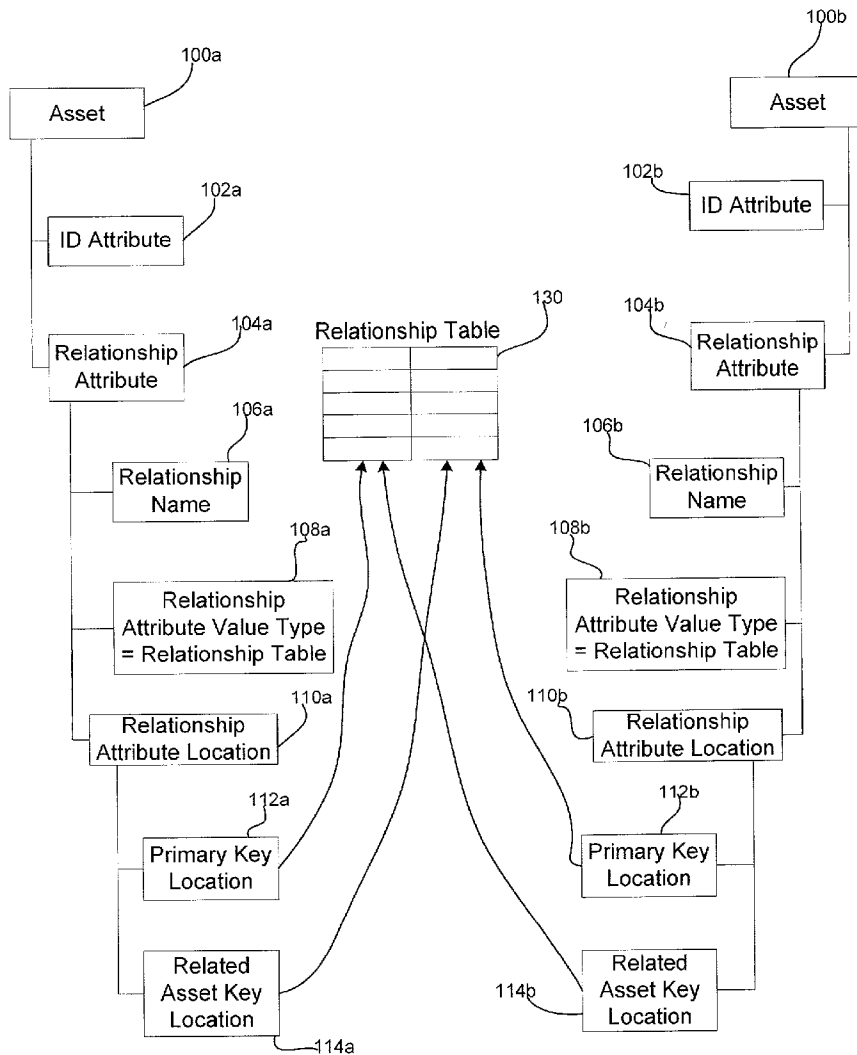 100a
Asset
102a
ID Attribute
104a
Relationship
Attribute
106a
Relationship
Name
108a
Relationship
Attribute Value Type
= Relationship Table
110a
Relationship
Attribute Location
112a
Primary Key
Location
Related
Asset Key
Location
114a
130
Relationship Table
100b
Asset
102b
ID Attribute
104b
Relationship
Attribute
106b
Relationship
Name
108b
Relationship
Attribute Value Type
= Relationship Table
110b
Relationship
Attribute Location
112b
Primary Key
Location
Related
Asset Key
Location
114b